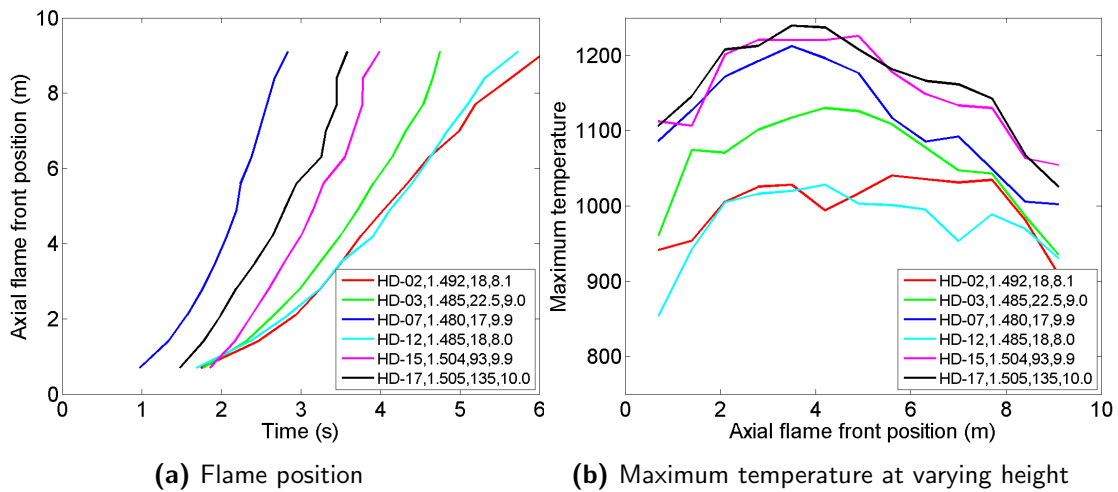 10
8
6
4
2
0
Axial flame front position (m)
HD-02,1.492,18,8.1
HD-03,1.485,22.5,9.0
HD-07,1.480,17,9.9
HD-12,1.485,18,8.0
HD-15,1.504,93,9.9
HD-17,1.505,135,10.0
0 1 2 3 4 5 6
Time (s)
(a) Flame position
1200
1100
1000
900
800
Maximum temperature
HD-02,1.492,18,8.1
HD-03,1.485,22.5,9.0
HD-07,1.480,17,9.9
HD-12,1.485,18,8.0
HD-15,1.504,93,9.9
HD-17,1.505,135,10.0
0 2 4 6 8 10
Axial flame front position (m)
(b) Maximum temperature at varying height